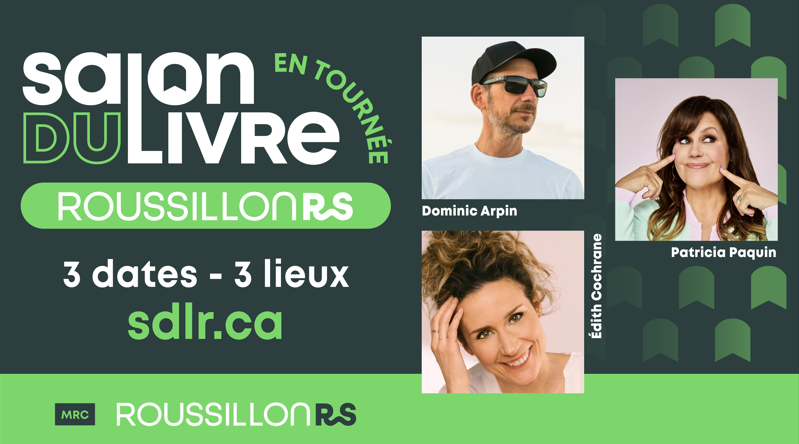 salon
DU LIVRE
EN TOURNÉE
ROUSSILLON RS
3 dates - 3 lieux
sdlr.ca
Dominic Arpin
Patricia Paquin
Édith Cochrane
MRC ROUSSILLON RS